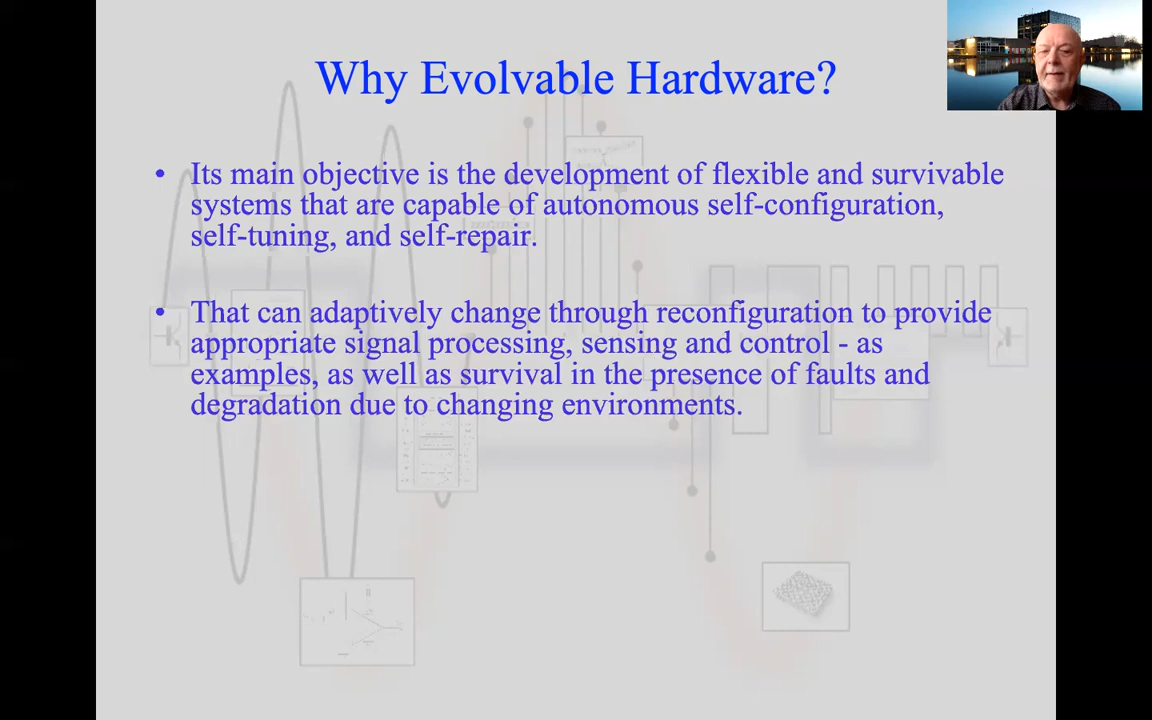 Why Evolvable Hardware?
• Its main objective is the development of flexible and survivable
systems that are capable of autonomous self-configuration,
self-tuning, and self-repair.
• That can adaptively change through reconfiguration to provide
appropriate signal processing, sensing and control - as
examples, as well as survival in the presence of faults and
degradation due to changing environments.